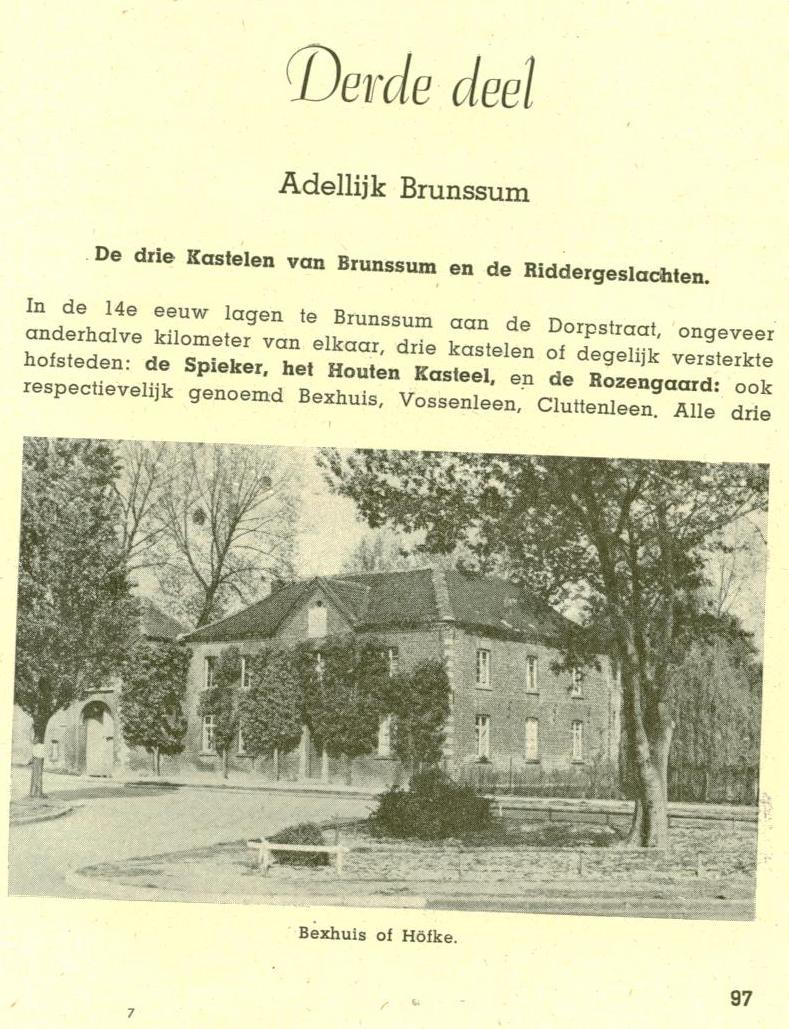 Derde deel
Adellijk Brunssum
De drie Kastelen van Brunssum en de Riddergeslachten.
In de 14e eeuw lagen te Brunssum aan de Dorpstraat, ongeveer
anderhalve kilometer van elkaar, drie kastelen of degelijk versterkte
hofsteden: de Spieker, het Houten Kasteel, en de Rozengaard: ook
respectievelijk genoemd Bexhuis, Vossenleen, Cluttenleen. Alle drie
Bexhuis of Höfke.
97
7